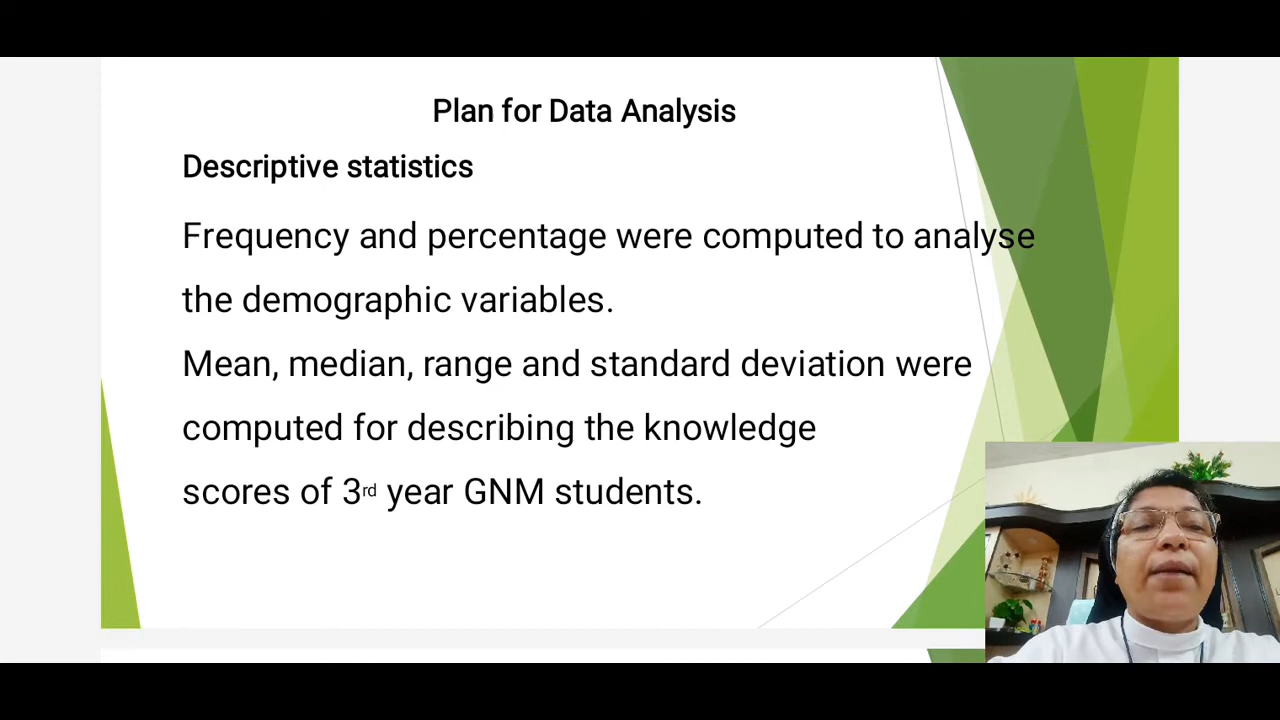 Plan for Data Analysis
Descriptive statistics
Frequency and percentage were computed to analyse
the demographic variables.
Mean, median, range and standard deviation were
computed for describing the knowledge
scores of 3rd year GNM students.